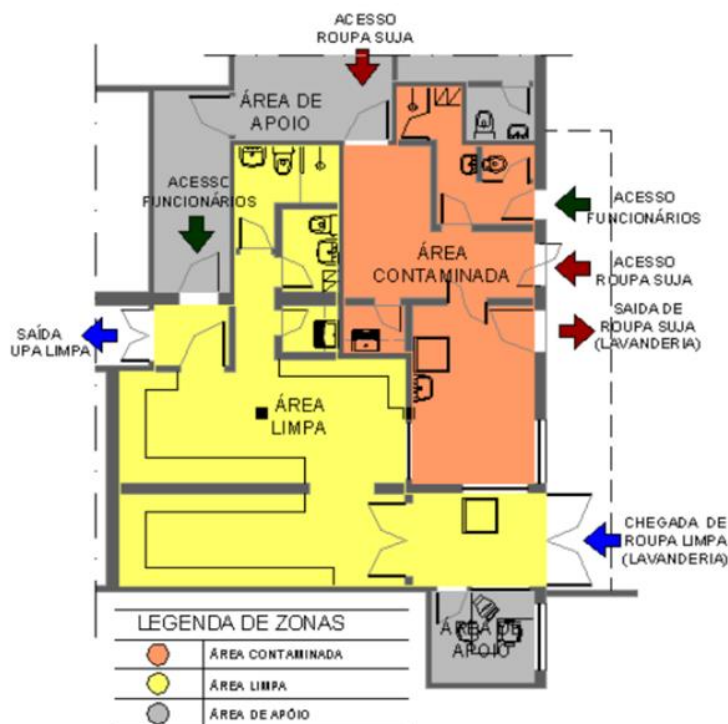 ACESSO
ROUPA SUJA
ÁREA DE
APOIO
ACESSO
FUNCIONÁRIOS
ACESSO
FUNCIONÁRIOS
ÁREA
CONTAMINADA
ACESSO
ROUPA SUJA
SAIDA DE
ROUPA SUJA
(LAVANDERIA)
SAÍDA
UPA LIMPA
ÁREA
LIMPA
CHEGADA DE
ROUPA LIMPA
(LAVANDERIA)
ÁREA DE
APOIO
LEGENDA DE ZONAS
ÁREA CONTAMINADA
ÁREA LIMPA
ÁREA DE APÓIO